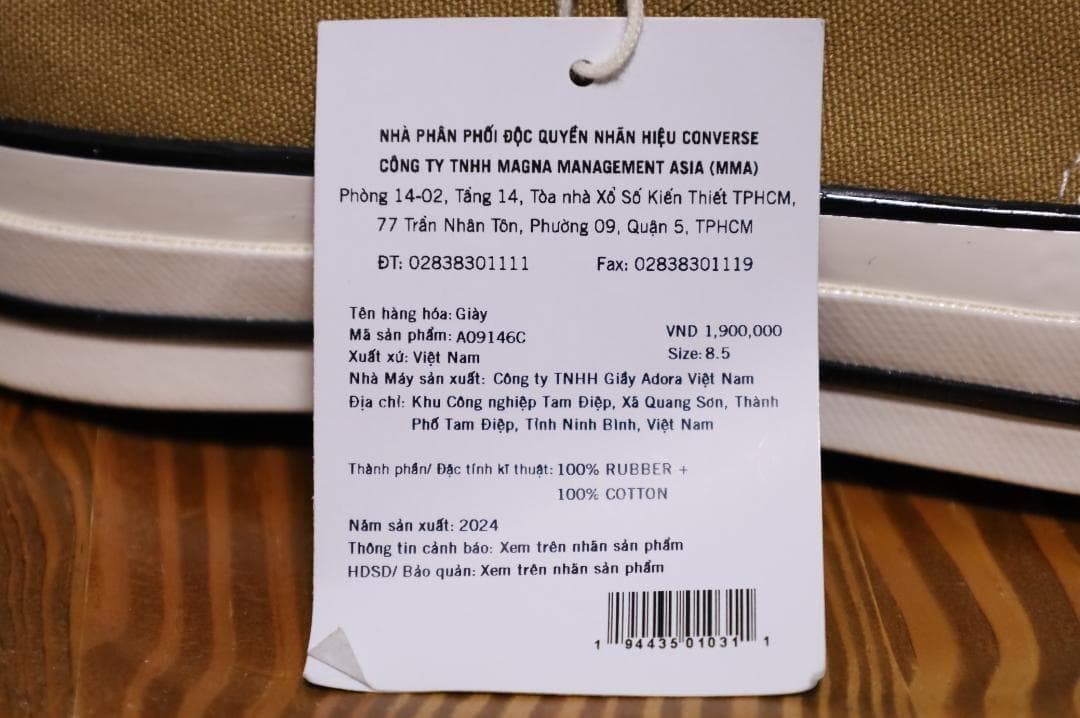 NHÀ PHÂN PHỐI ĐỘC QUYỀN NHÃN HIỆU CONVERSE
CÔNG TY TNHH MAGNA MANAGEMENT ASIA (MMA)
Phòng 14-02, Tầng 14, Tòa nhà Xổ Số Kiến Thiết TPHCM,
77 Trần Nhân Tôn, Phường 09, Quận 5, TPHCM
ĐT: 02838301111 Fax: 02838301119
Tên hàng hóa: Giày
Mã sản phẩm: A09146C VND 1,900,000
Xuất xứ: Việt Nam Size: 8.5
Nhà Máy sản xuất: Công ty TNHH Giầy Adora Việt Nam
Địa chỉ: Khu Công nghiệp Tam Điệp, Xã Quang Sơn, Thành
Phố Tam Điệp, Tỉnh Ninh Bình, Việt Nam
Thành phần/ Đặc tính kĩ thuật: 100% RUBBER +
100% COTTON
Năm sản xuất: 2024
Thông tin cảnh báo: Xem trên nhãn sản phẩm
HDSD/ Bảo quản: Xem trên nhãn sản phẩm
1 94435 01031 1